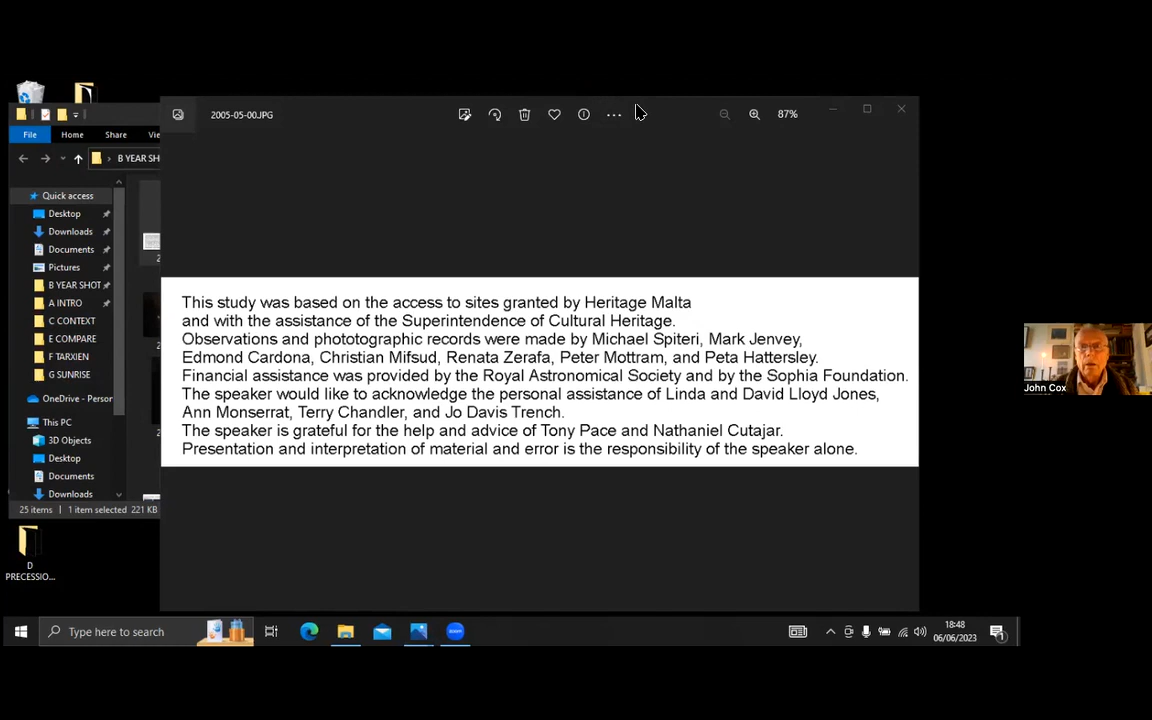 2005-05-00.JPG
87%
File
Home
Share
B YEAR SH
Quick access
Desktop
Downloads
Documents
Pictures
B YEAR SHOT
A INTRO
C CONTEXT
E COMPARE
F TARXIEN
G SUNRISE
OneDrive - Person
This PC
3D Objects
Desktop
Documents
Downloads
25 items
1 item selected
221 KB
This study was based on the access to sites granted by Heritage Malta
and with the assistance of the Superintendence of Cultural Heritage.
Observations and phototographic records were made by Michael Spiteri, Mark Jenvey,
Edmond Cardona, Christian Mifsud, Renata Zerafa, Peter Mottram, and Peta Hattersley.
Financial assistance was provided by the Royal Astronomical Society and by the Sophia Foundation.
The speaker would like to acknowledge the personal assistance of Linda and David Lloyd Jones,
Ann Monserrat, Terry Chandler, and Jo Davis Trench.
The speaker is grateful for the help and advice of Tony Pace and Nathaniel Cutajar.
Presentation and interpretation of material and error is the responsibility of the speaker alone.
John Cox
D
PRECESSIO...
Type here to search
zoom
18:48
06/06/2023
1